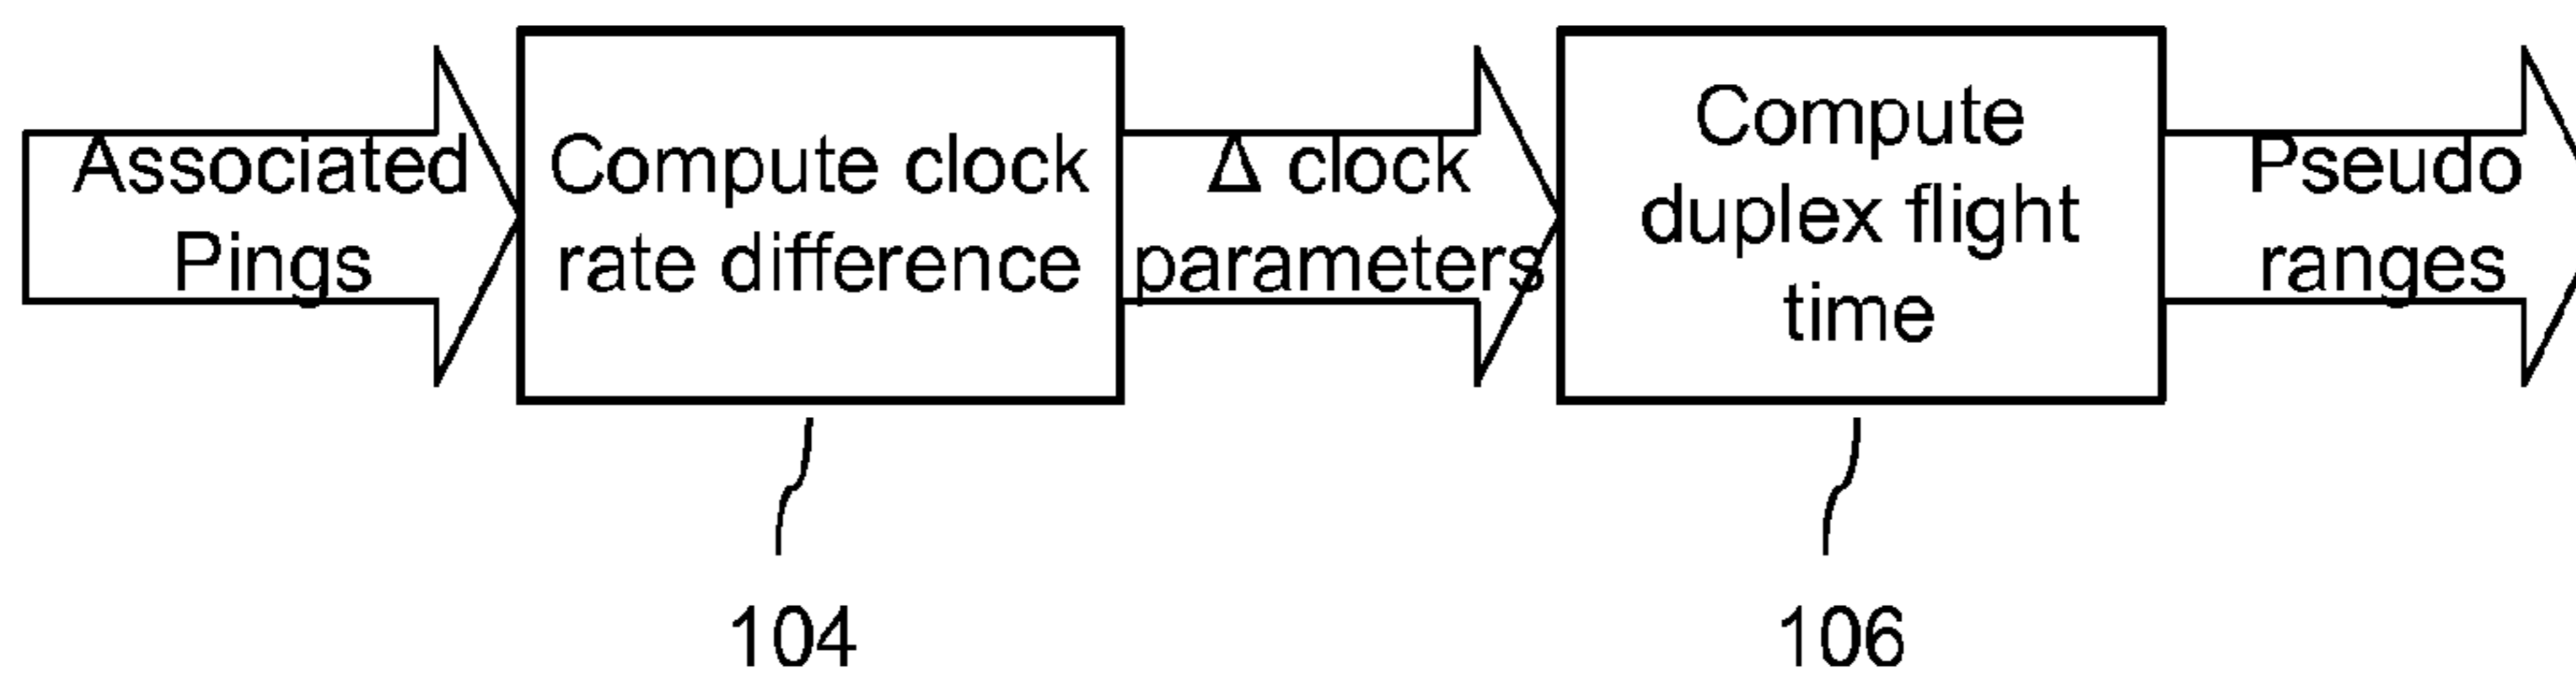 Associated
Pings
Compute clock
rate difference
Δ clock
parameters
Compute
duplex flight
time
Pseudo
ranges
104
106